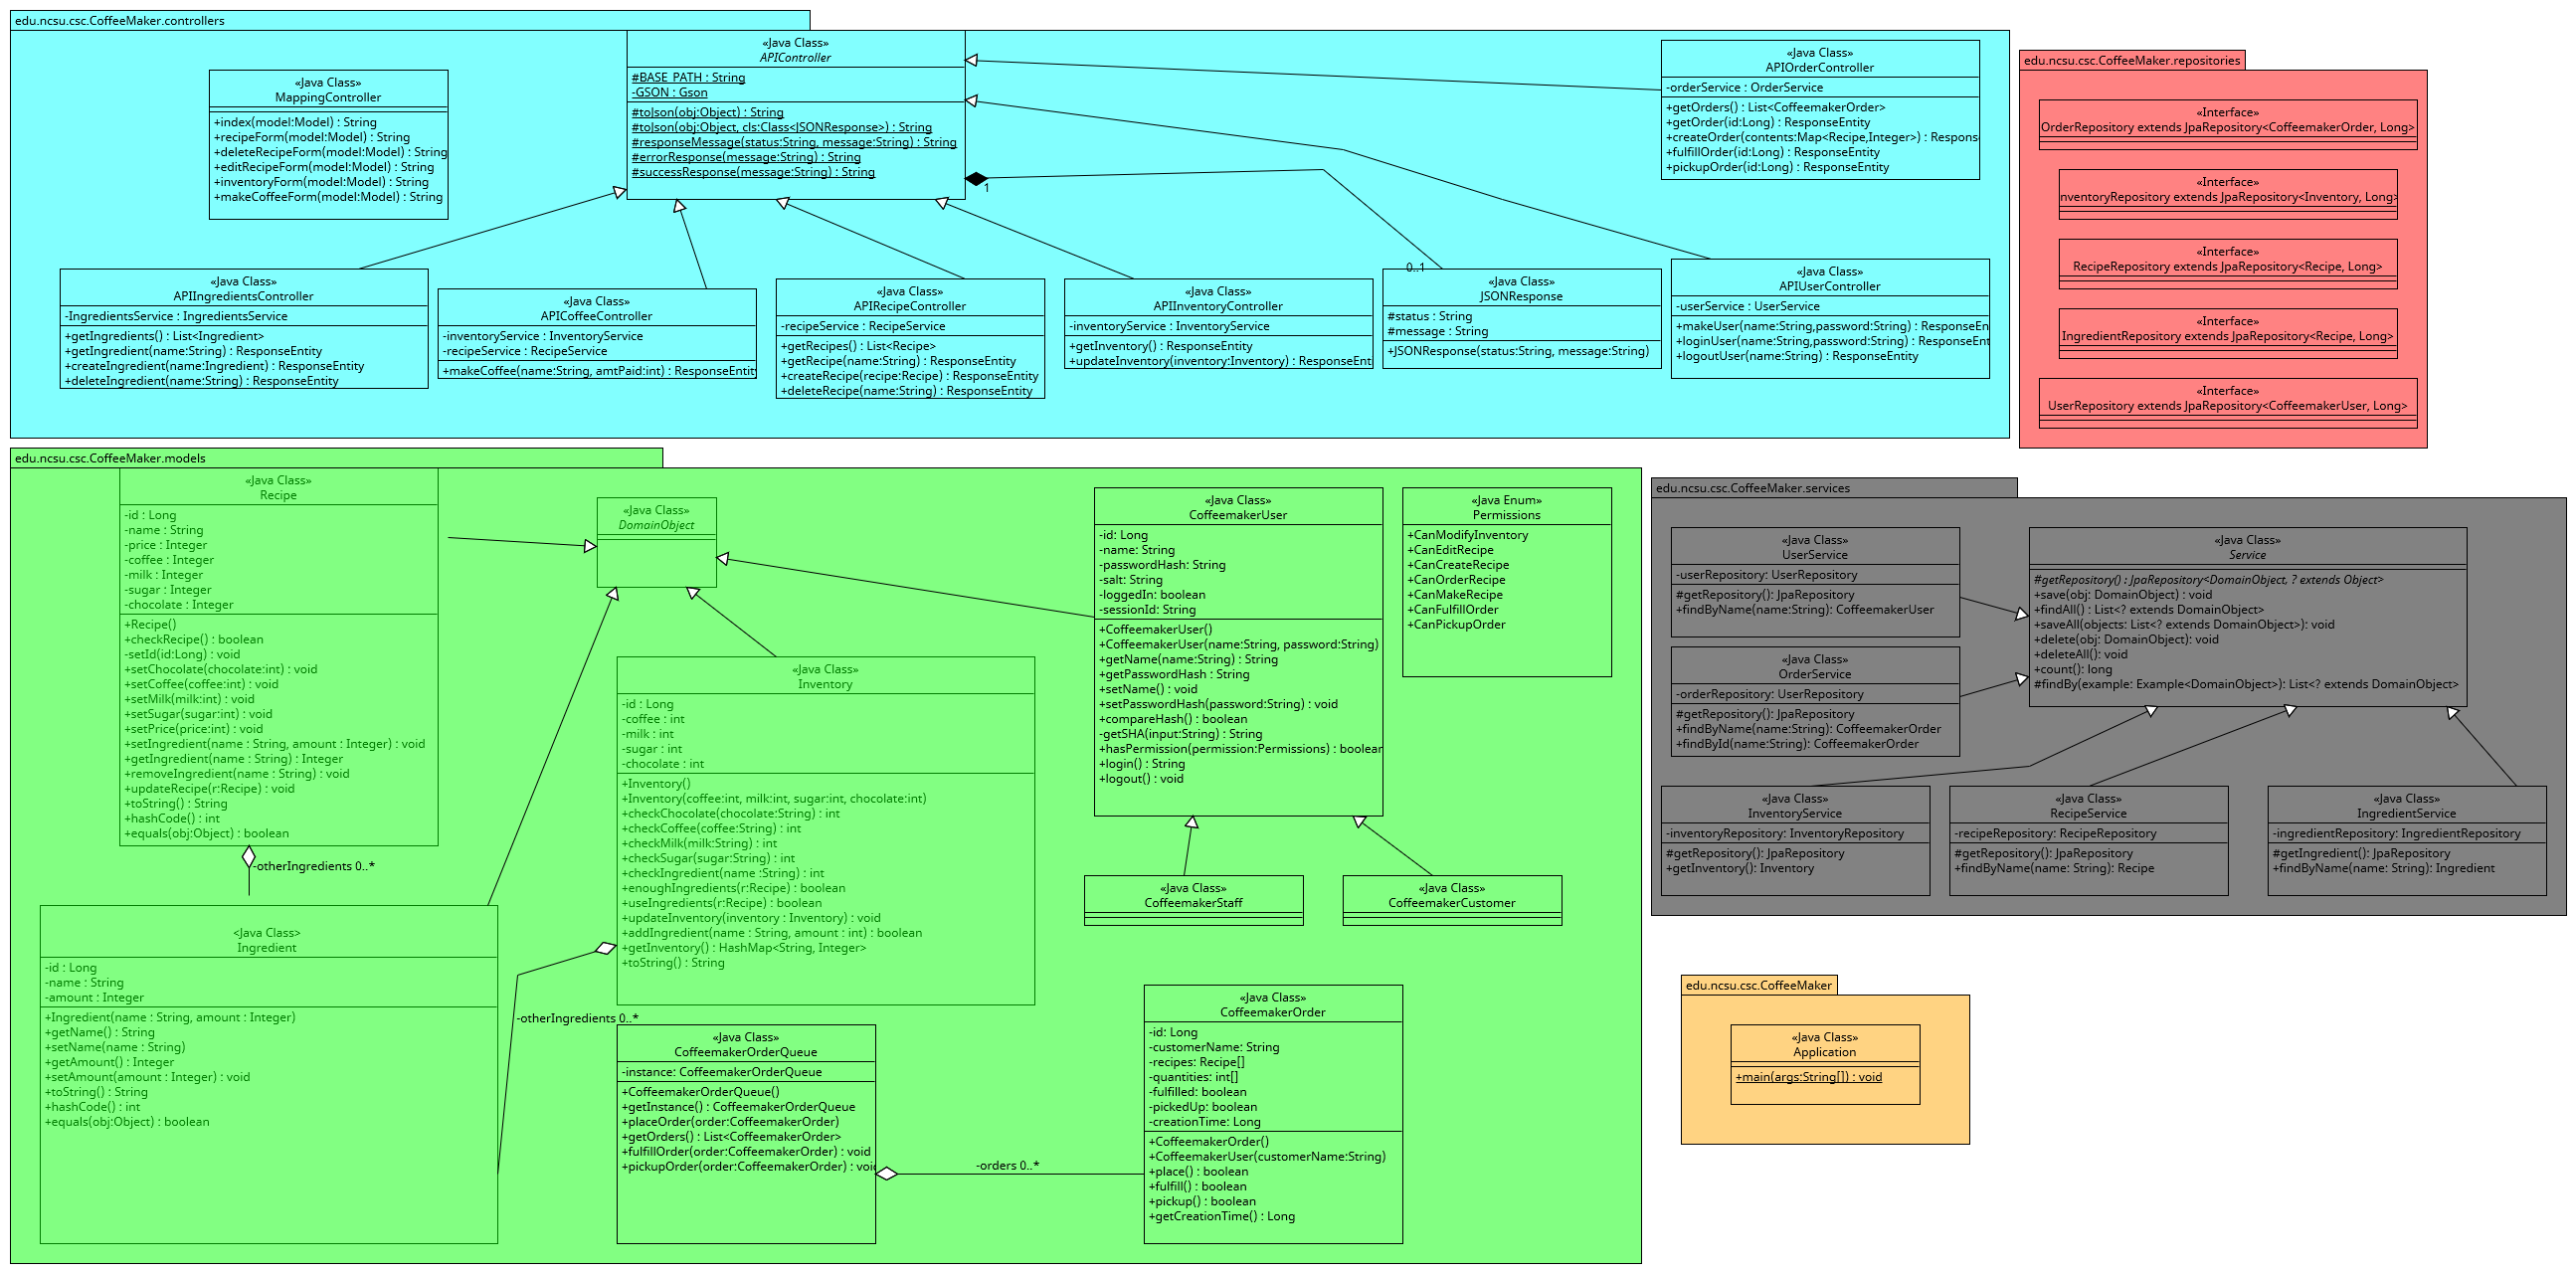 edu.ncsu.csc.CoffeeMaker.controllers
«Java Class»
MappingController
+index(model:Model) : String
+recipeForm(model:Model) : String
+deleteRecipeForm(model:Model) : String
+editRecipeForm(model:Model) : String
+inventoryForm(model:Model) : String
+makeCoffeeForm(model:Model) : String
«Java Class»
APIController
#BASE_PATH : String
-GSON : Gson
#toJson(obj:Object) : String
#toJson(obj:Object, cls:Class<JSONResponse>) : String
#responseMessage(status:String, message:String) : String
#errorResponse(message:String) : String
#successResponse(message:String) : String
1
0..1
«Java Class»
APIOrderController
-orderService : OrderService
+getOrders() : List<CoffeemakerOrder>
+getOrder(id:Long) : ResponseEntity
+createOrder(contents:Map<Recipe,Integer>) : Respons
+fulfillOrder(id:Long) : ResponseEntity
+pickupOrder(id:Long) : ResponseEntity
«Java Class»
APIIngredientsController
-IngredientsService : IngredientsService
+getIngredients() : List<Ingredient>
+getIngredient(name:String) : ResponseEntity
+createIngredient(name:Ingredient) : ResponseEntity
+deleteIngredient(name:String) : ResponseEntity
«Java Class»
APICoffeeController
-inventoryService : InventoryService
-recipeService : RecipeService
+makeCoffee(name:String, amtPaid:int) : ResponseEntit
«Java Class»
APIRecipeController
-recipeService : RecipeService
+getRecipes() : List<Recipe>
+getRecipe(name:String) : ResponseEntity
+createRecipe(recipe:Recipe) : ResponseEntity
+deleteRecipe(name:String) : ResponseEntity
«Java Class»
APIInventoryController
-inventoryService : InventoryService
+getInventory() : ResponseEntity
+updateInventory(inventory:Inventory) : ResponseEnti
«Java Class»
JSONResponse
#status : String
#message : String
+JSONResponse(status:String, message:String)
«Java Class»
APIUserController
-userService : UserService
+makeUser(name:String,password:String) : ResponseEn
+loginUser(name:String,password:String) : ResponseEnt
+logoutUser(name:String) : ResponseEntity
edu.ncsu.csc.CoffeeMaker.repositories
«Interface»
OrderRepository extends JpaRepository<CoffeemakerOrder, Long>
«Interface»
nventoryRepository extends JpaRepository<Inventory, Long>
«Interface»
RecipeRepository extends JpaRepository<Recipe, Long>
«Interface»
IngredientRepository extends JpaRepository<Recipe, Long>
«Interface»
UserRepository extends JpaRepository<CoffeemakerUser, Long>
edu.ncsu.csc.CoffeeMaker.models
«Java Class»
Recipe
-id : Long
-name : String
-price : Integer
-coffee : Integer
-milk : Integer
-sugar : Integer
-chocolate : Integer
+Recipe()
+checkRecipe() : boolean
-setId(id:Long) : void
+setChocolate(chocolate:int) : void
+setCoffee(coffee:int) : void
+setMilk(milk:int) : void
+setSugar(sugar:int) : void
+setPrice(price:int) : void
+setIngredient(name : String, amount : Integer) : void
+getIngredient(name : String) : Integer
+removeIngredient(name : String) : void
+updateRecipe(r:Recipe) : void
+toString() : String
+hashCode() : int
+equals(obj:Object) : boolean
-otherIngredients 0..*
<Java Class>
Ingredient
-id : Long
-name : String
-amount : Integer
+Ingredient(name : String, amount : Integer)
+getName() : String
+setName(name : String)
+getAmount() : Integer
+setAmount(amount : Integer) : void
+toString() : String
+hashCode() : int
+equals(obj:Object) : boolean
«Java Class»
DomainObject
«Java Class»
Inventory
-id : Long
-coffee : int
-milk : int
-sugar : int
-chocolate : int
+Inventory()
+Inventory(coffee:int, milk:int, sugar:int, chocolate:int)
+checkChocolate(chocolate:String) : int
+checkCoffee(coffee:String) : int
+checkMilk(milk:String) : int
+checkSugar(sugar:String) : int
+checkIngredient(name :String) : int
+enoughIngredients(r:Recipe) : boolean
+useIngredients(r:Recipe) : boolean
+updateInventory(inventory : Inventory) : void
+addIngredient(name : String, amount : int) : boolean
+getInventory() : HashMap<String, Integer>
+toString() : String
-otherIngredients 0..*
«Java Class»
CoffeemakerOrderQueue
-instance: CoffeemakerOrderQueue
+CoffeemakerOrderQueue()
+getInstance() : CoffeemakerOrderQueue
+placeOrder(order:CoffeemakerOrder)
+getOrders() : List<CoffeemakerOrder>
+fulfillOrder(order:CoffeemakerOrder) : void
+pickupOrder(order:CoffeemakerOrder) : voi
-orders 0..*
«Java Class»
CoffeemakerUser
-id: Long
-name: String
-passwordHash: String
-salt: String
-loggedIn: boolean
-sessionId: String
+CoffeemakerUser()
+CoffeemakerUser(name:String, password:String)
+getName(name:String) : String
+getPasswordHash : String
+setName() : void
+setPasswordHash(password:String) : void
+compareHash() : boolean
-getSHA(input:String) : String
+hasPermission(permission:Permissions) : boolear
+login() : String
+logout() : void
«Java Enum»
Permissions
+CanModifyInventory
+CanEditRecipe
+CanCreateRecipe
+CanOrderRecipe
+CanMakeRecipe
+CanFulfillOrder
+CanPickupOrder
«Java Class»
CoffeemakerStaff
«Java Class»
CoffeemakerCustomer
«Java Class»
CoffeemakerOrder
-id: Long
-customerName: String
-recipes: Recipe[]
-quantities: int[]
-fulfilled: boolean
-pickedUp: boolean
-creationTime: Long
+CoffeemakerOrder()
+CoffeemakerUser(customerName:String)
+place() : boolean
+fulfill() : boolean
+pickup() : boolean
+getCreationTime() : Long
edu.ncsu.csc.CoffeeMaker.services
«Java Class»
UserService
-userRepository: UserRepository
#getRepository(): JpaRepository
+findByName(name:String): CoffeemakerUser
«Java Class»
OrderService
-orderRepository: UserRepository
#getRepository(): JpaRepository
+findByName(name:String): CoffeemakerOrder
+findById(name:String): CoffeemakerOrder
«Java Class»
Service
#getRepository() : JpaRepository<DomainObject, ? extends Object>
+save(obj: DomainObject) : void
+findAll() : List<? extends DomainObject>
+saveAll(objects: List<? extends DomainObject>): void
+delete(obj: DomainObject): void
+deleteAll(): void
+count(): long
#findBy(example: Example<DomainObject>): List<? extends DomainObject>
«Java Class»
InventoryService
-inventoryRepository: InventoryRepository
#getRepository(): JpaRepository
+getInventory(): Inventory
«Java Class»
RecipeService
-recipeRepository: RecipeRepository
#getRepository(): JpaRepository
+findByName(name: String): Recipe
«Java Class»
IngredientService
-ingredientRepository: IngredientRepository
#getIngredient(): JpaRepository
+findByName(name: String): Ingredient
edu.ncsu.csc.CoffeeMaker
«Java Class»
Application
+main(args:String[]) : void